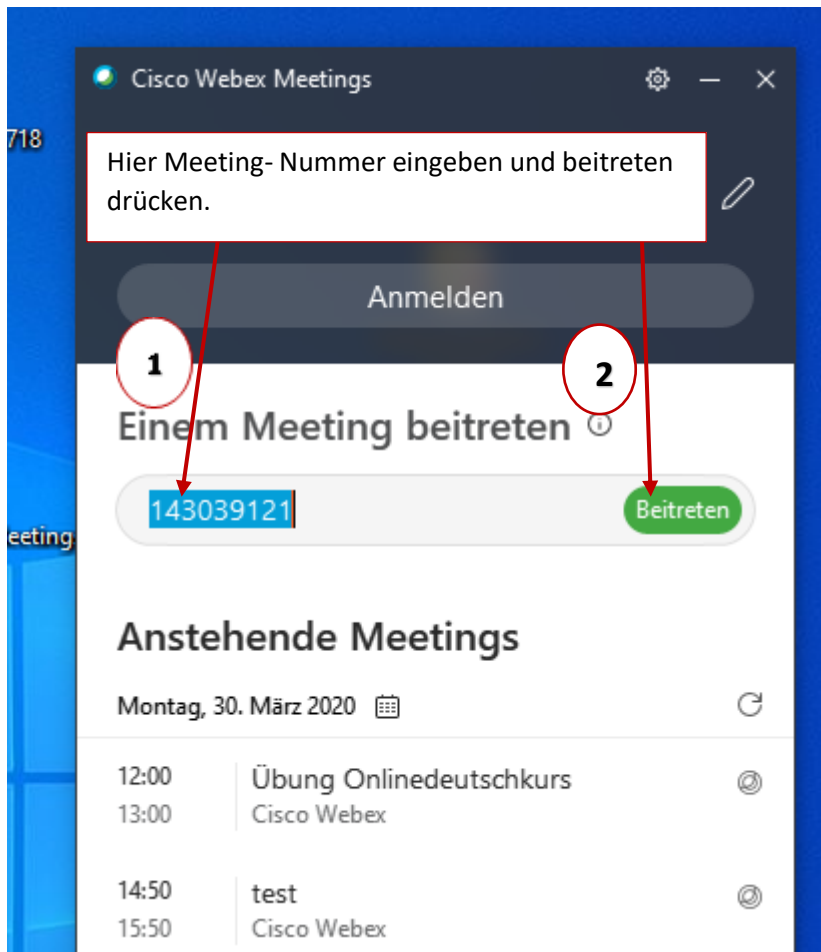 Cisco Webex Meetings
718
Hier Meeting- Nummer eingeben und beitreten
drücken.
Anmelden
1
2
Einem Meeting beitreten
143039121
Beitreten
eeting
Anstehende Meetings
Montag, 30. März 2020
12:00 Übung Onlinedeutschkurs
13:00 Cisco Webex
14:50 test
15:50 Cisco Webex